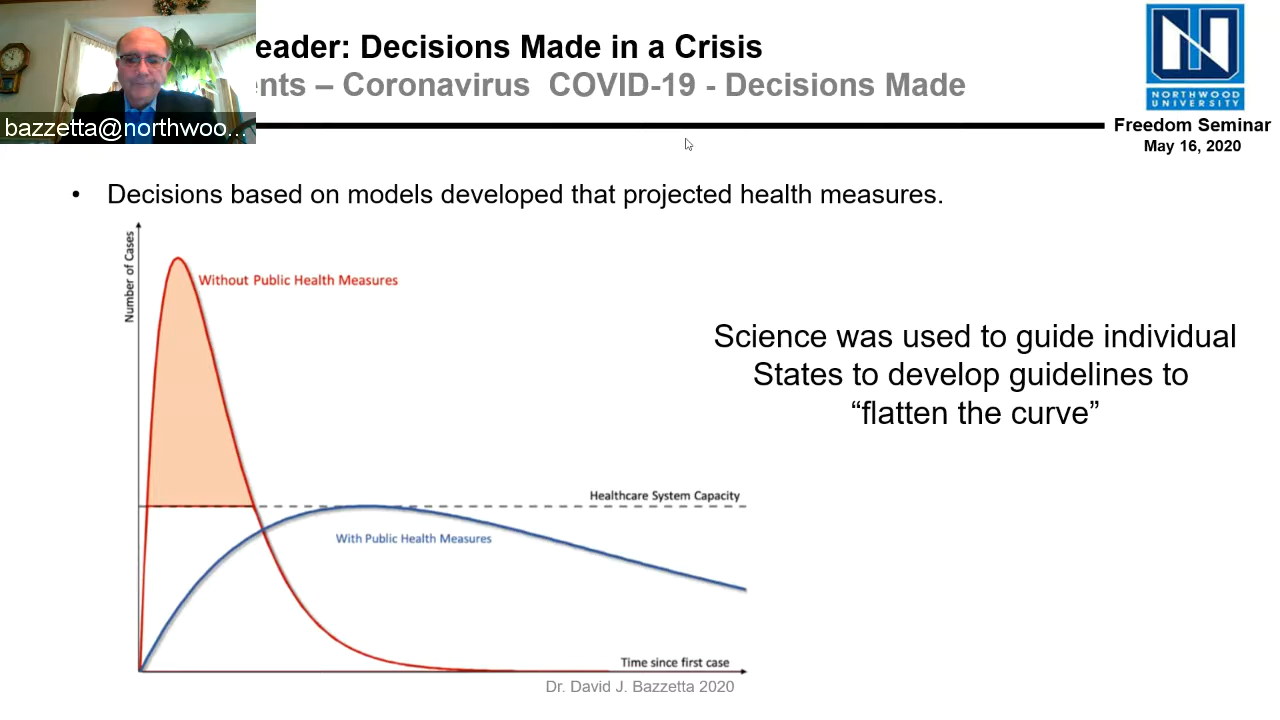 eader: Decisions Made in a Crisis
nts – Coronavirus COVID-19 - Decisions Made
bazzetta@northwoo...
N
NORTHWOOD
UNIVERSITY
Freedom Seminar
May 16, 2020
• Decisions based on models developed that projected health measures.
Number of Cases
Without Public Health Measures
Science was used to guide individual
States to develop guidelines to
“flatten the curve”
Healthcare System Capacity
With Public Health Measures
Time since first case
Dr. David J. Bazzetta 2020